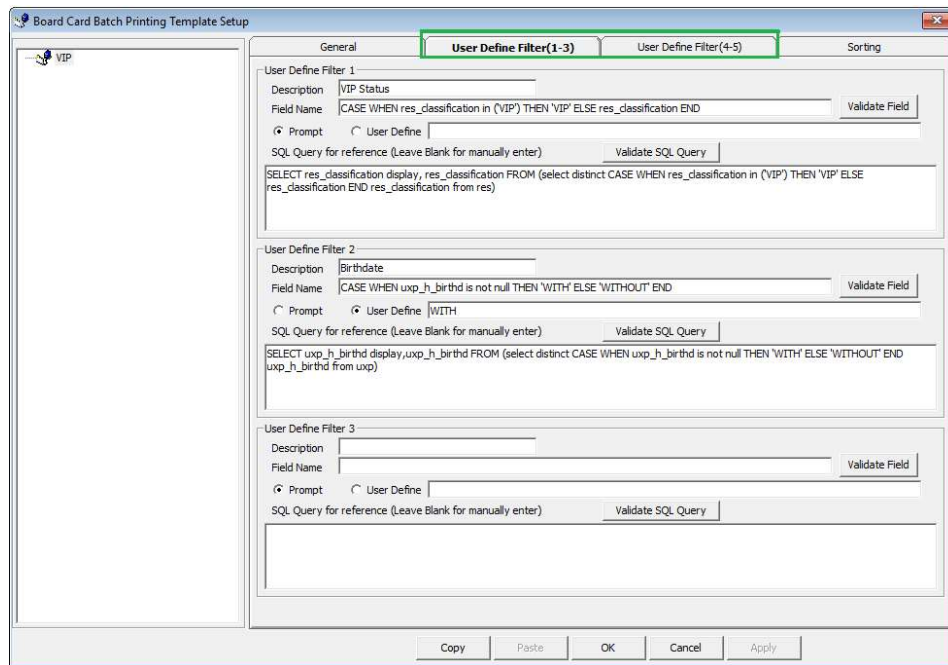 Board Card Batch Printing Template Setup
VIP
General
User Define Filter(1-3)
User Define Filter(4-5)
Sorting
User Define Filter 1
Description VIP Status
Field Name CASE WHEN res_classification in ('VIP') THEN 'VIP' ELSE res_classification END Validate Field
Prompt User Define
SQL Query for reference (Leave Blank for manually enter) Validate SQL Query
SELECT res_classification display, res_classification FROM (select distinct CASE WHEN res_classification in ('VIP') THEN 'VIP' ELSE
res_classification END res_classification from res)
User Define Filter 2
Description Birthdate
Field Name CASE WHEN uxp_h_birthd is not null THEN 'WITH' ELSE 'WITHOUT' END Validate Field
Prompt User Define WITH
SQL Query for reference (Leave Blank for manually enter) Validate SQL Query
SELECT uxp_h_birthd display,uxp_h_birthd FROM (select distinct CASE WHEN uxp_h_birthd is not null THEN 'WITH' ELSE 'WITHOUT' END
uxp_h_birthd from uxp)
User Define Filter 3
Description
Field Name Validate Field
Prompt User Define
SQL Query for reference (Leave Blank for manually enter) Validate SQL Query
Copy Paste OK Cancel Apply